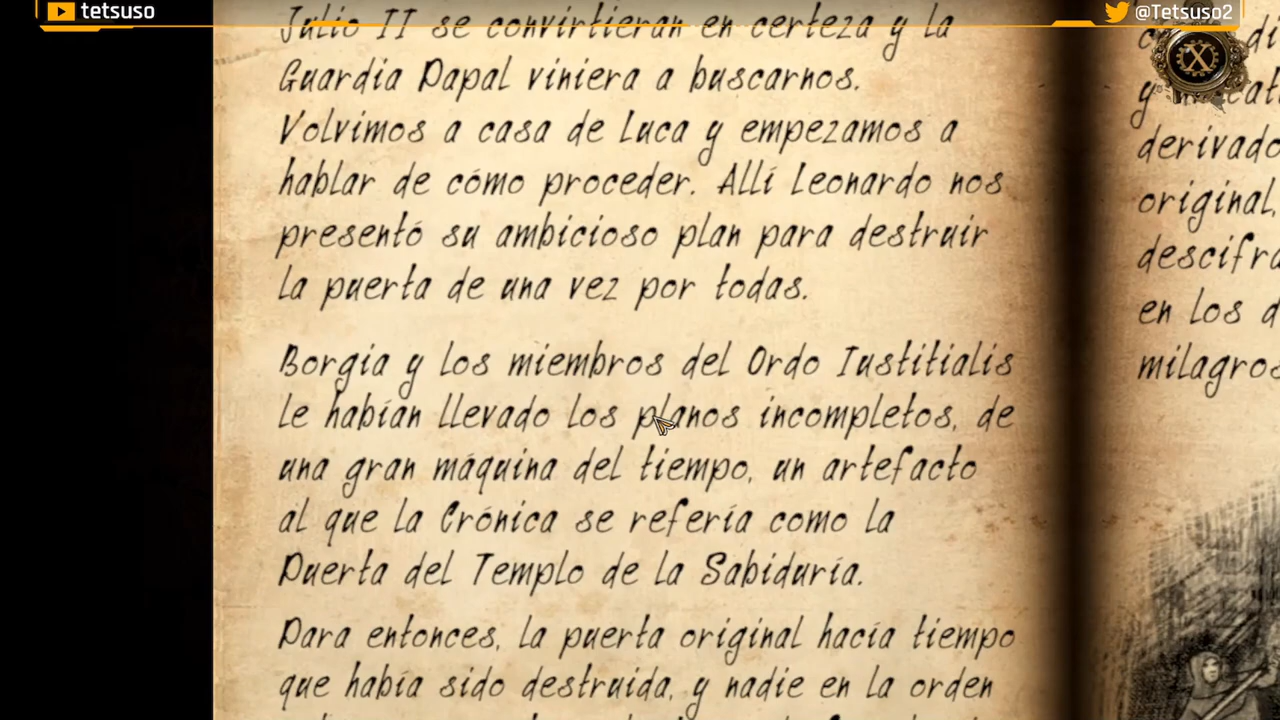 tetsuso
@Tetsuso2
Julio II se convirtieran en certeza y la
Guardia Papal viniera a buscarnos.
Volvimos a casa de Luca y empezamos a
hablar de cómo proceder. Allí Leonardo nos
presentó su ambicioso plan para destruir
la puerta de una vez por todas.
Borgia y los miembros del Ordo Iustitialis
le habían llevado los planos incompletos, de
una gran máquina del tiempo, un artefacto
al que la Crónica se refería como la
Puerta del Templo de la Sabiduría.
Para entonces, la puerta original hacía tiempo
que había sido destruida, y nadie en la orden
y
derivado
original,
descifra
en los d
milagros